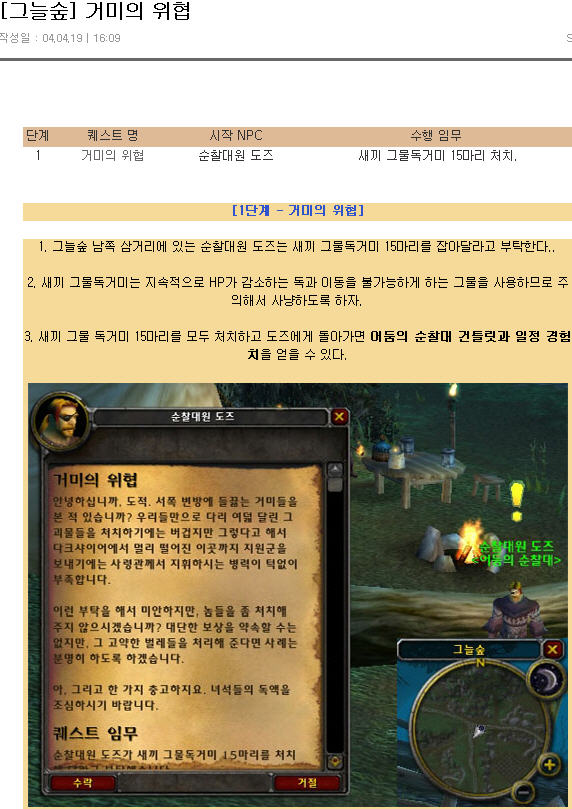 [그늘숲] 거미의 위협
작성일 : 04.04.19 | 16:09
단계 퀘스트 명 시작 NPC 수행 임무
1 거미의 위협 순찰대원 도즈 새끼 그물독거미 15마리 처치.
[1단계 - 거미의 위협]
1. 그늘숲 남쪽 삼거리에 있는 순찰대원 도즈는 새끼 그물독거미 15마리를 잡아달라고 부탁한다..
2. 새끼 그물독거미는 지속적으로 HP가 감소하는 독과 이동을 불가능하게 하는 그물을 사용하므로 주
의해서 사냥하도록 하자.
3. 새끼 그물 독거미 15마리를 모두 처치하고 도즈에게 돌아가면 어둠의 순찰대 건틀릿과 일정 경험
치을 얻을 수 있다.
순찰대원 도즈
거미의 위협
안녕하십니까, 도적. 서쪽 변방에 들끓는 거미들을
본 적 있습니까? 우리들만으로 다리 여덟 달린 그
괴물들을 처치하기에는 버겁지만 그렇다고 해서
다크샤이어에서 멀리 떨어진 이곳까지 지원군을
보내기에는 사령관께서 지휘하시는 병력이 턱없이
부족합니다.
이런 부탁을 해서 미안하지만, 놈들을 좀 처치해
주지 않으시겠습니까? 대단한 보상을 약속할 수는
없지만, 그 고약한 벌레들을 처리해 준다면 사례는
분명히 하도록 하겠습니다.
아, 그리고 한 가지 충고하지요. 녀석들의 독액을
조심하시기 바랍니다.
퀘스트 임무
순찰대원 도즈가 새끼 그물독거미 15마리를 처치
수락 거절
순찰대원 도즈
<어둠의 순찰대>
그늘숲
N